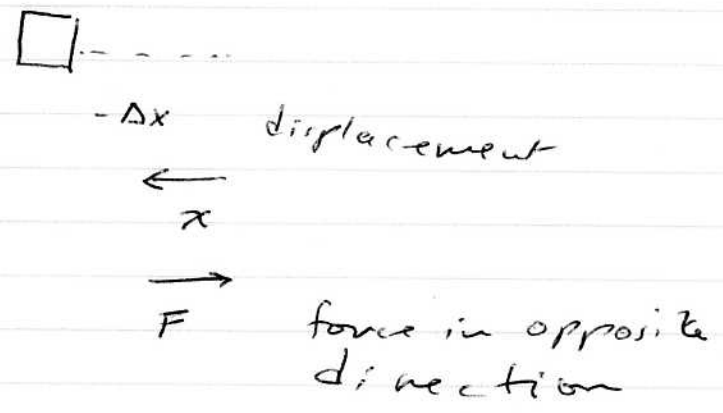 - Δx displacement
x
F force in opposite
direction